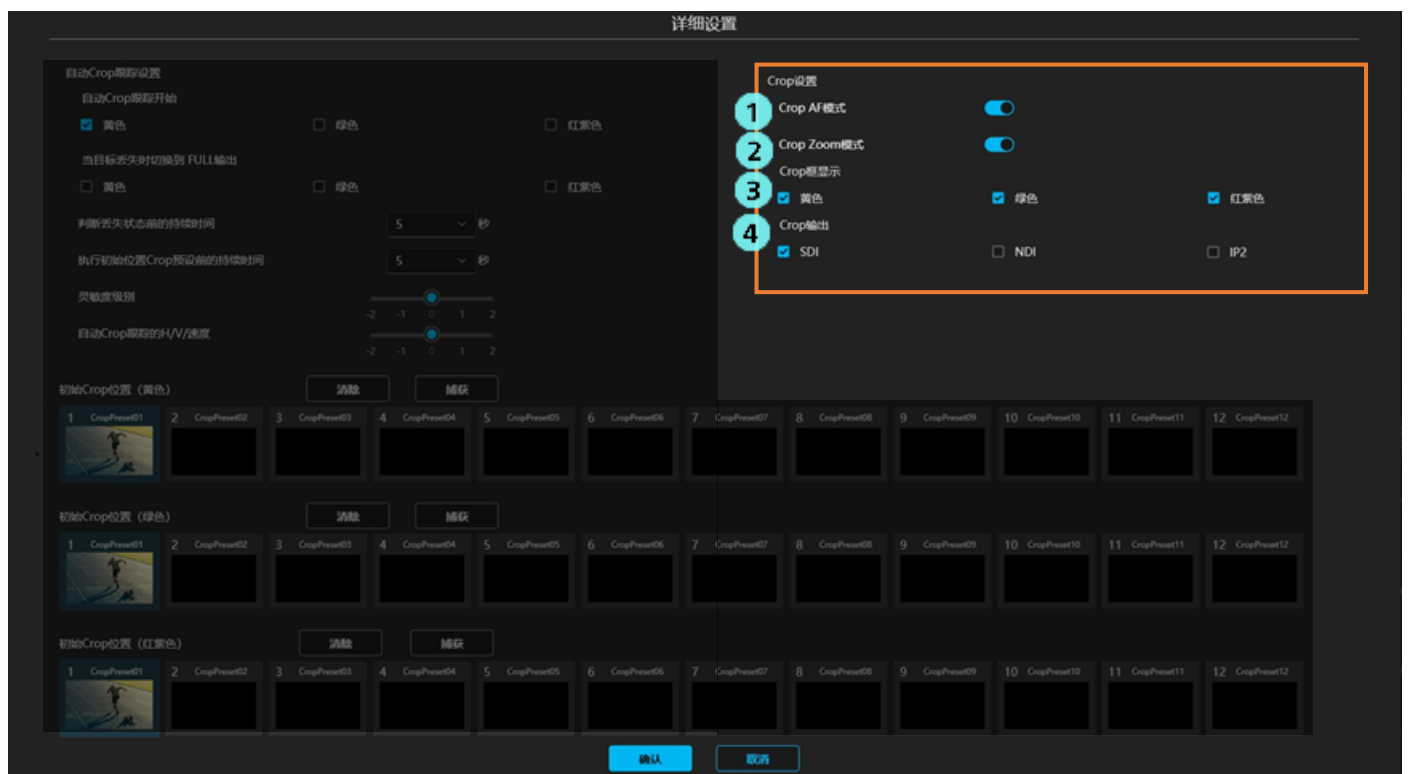 详细设置
自动Crop跟踪设置
自动Crop跟踪开始
黄色 绿色 红紫色
当目标丢失时切换到 FULL输出
黄色 绿色 红紫色
判断丢失状态前的持续时间 5 秒
执行初始位置Crop预设前的持续时间 5 秒
灵敏度级别
-2 -1 0 1 2
自动Crop跟踪的H/V/速度
-2 -1 0 1 2
Crop设置
1 Crop AF模式
2 Crop Zoom模式
Crop框显示
3 黄色 绿色 红紫色
Crop输出
4 SDI NDI IP2
初始Crop位置（黄色） 清除 捕获
1 CropPreset01 2 CropPreset02 3 CropPreset03 4 CropPreset04 5 CropPreset05 6 CropPreset06 7 CropPreset07 8 CropPreset08 9 CropPreset09 10 CropPreset10 11 CropPreset11 12 CropPreset12
初始Crop位置（绿色） 清除 捕获
1 CropPreset01 2 CropPreset02 3 CropPreset03 4 CropPreset04 5 CropPreset05 6 CropPreset06 7 CropPreset07 8 CropPreset08 9 CropPreset09 10 CropPreset10 11 CropPreset11 12 CropPreset12
初始Crop位置（红紫色） 清除 捕获
1 CropPreset01 2 CropPreset02 3 CropPreset03 4 CropPreset04 5 CropPreset05 6 CropPreset06 7 CropPreset07 8 CropPreset08 9 CropPreset09 10 CropPreset10 11 CropPreset11 12 CropPreset12
确认 取消